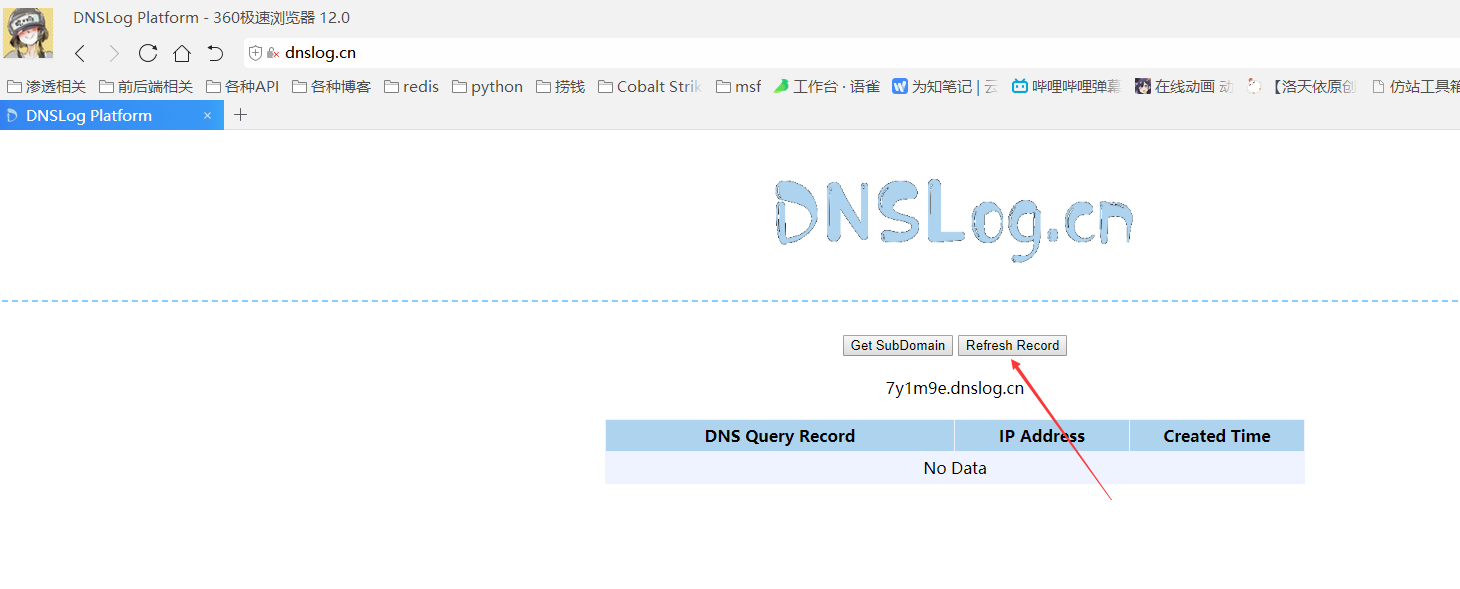 DNSLog Platform - 360极速浏览器 12.0
dnslog.cn
渗透相关 前后端相关 各种API 各种博客 redis python 捞钱 Cobalt Strik msf 工作台 · 语雀 为知笔记 | 云 哔哩哔哩弹幕 在线动画 动 【洛天依原创 仿站工具箱
DNSLog Platform × +
DNSLog.cn
Get SubDomain Refresh Record
7y1m9e.dnslog.cn
DNS Query Record IP Address Created Time
No Data